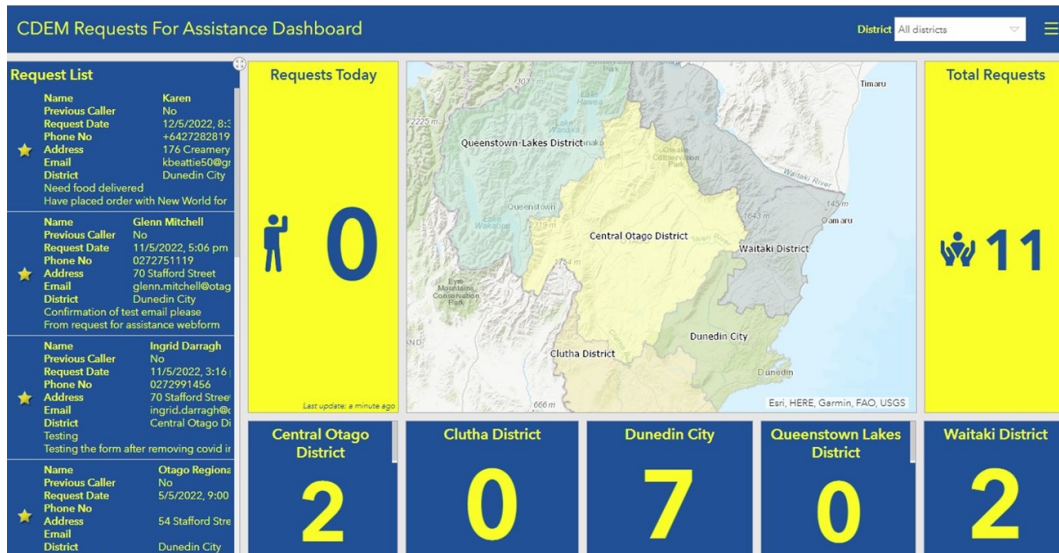 CDEM Requests For Assistance Dashboard
District All districts
Request List
Name Karen
Previous Caller No
Request Date 12/5/2022, 8:3
Phone No +6427282819
Address 176 Creamery
Email kbeattie50@gr
District Dunedin City
Need food delivered
Have placed order with New World for
Name Glenn Mitchell
Previous Caller No
Request Date 11/5/2022, 5:06 pm
Phone No 0272751119
Address 70 Stafford Street
Email glenn.mitchell@otag
District Dunedin City
Confirmation of test email please
From request for assistance webform
Name Ingrid Darragh
Previous Caller No
Request Date 11/5/2022, 3:16
Phone No 0272991456
Address 70 Stafford Stree
Email ingrid.darragh@
District Central Otago Di
Testing
Testing the form after removing covid ir
Name Otago Regiona
Previous Caller No
Request Date 5/5/2022, 9:00
Phone No
Address 54 Stafford Stre
Email
District Dunedin City
Requests Today
0
Last update: a minute ago
Timaru
Queenstown-Lakes District
Queenstown
Waitaki River
Oamaru
Central Otago District
Waitaki District
Eyre
Mountains
Conservation
Park
Dunedin City
Clutha District
Dunedin
666 m
Esri, HERE, Garmin, FAO, USGS
Total Requests
11
Central Otago
District
2
Clutha District
0
Dunedin City
7
Queenstown Lakes
District
0
Waitaki District
2